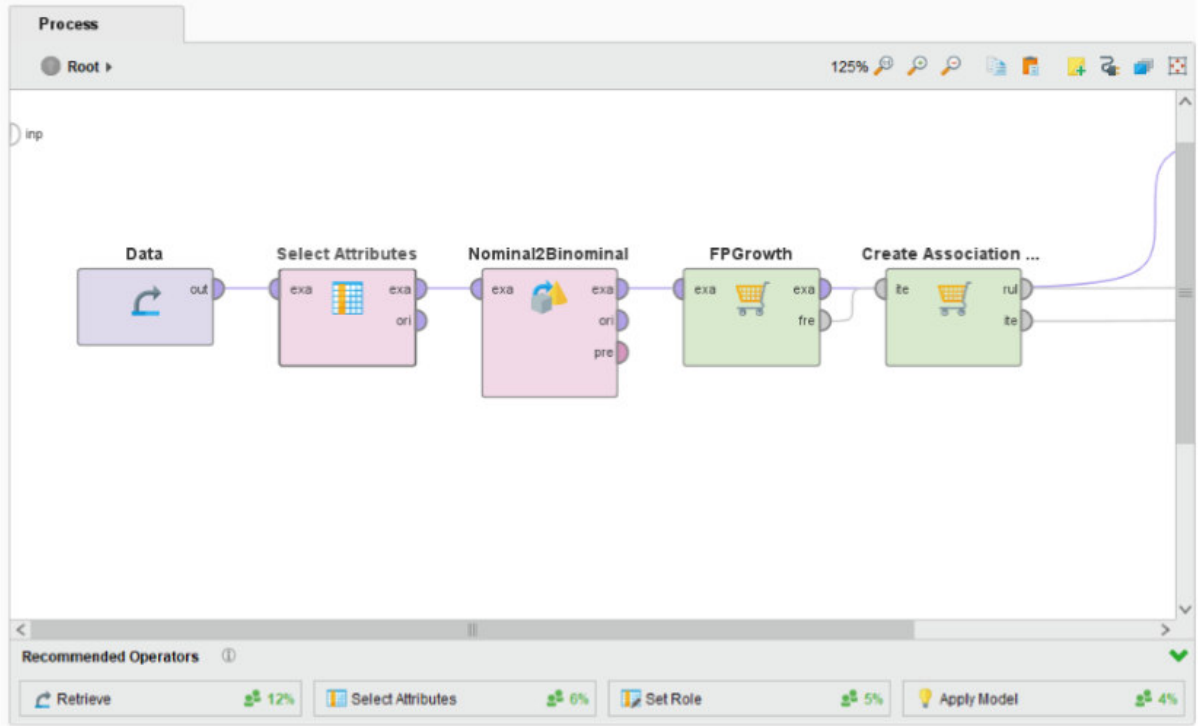 Process
Root
125%
inp
Data
Select Attributes
Nominal2Binominal
FPGrowth
Create Association ...
out
exa
exa
exa
exa
exa
exa
ite
rul
ori
ori
fre
ite
pre
Recommended Operators
Retrieve 12%
Select Attributes 6%
Set Role 5%
Apply Model 4%